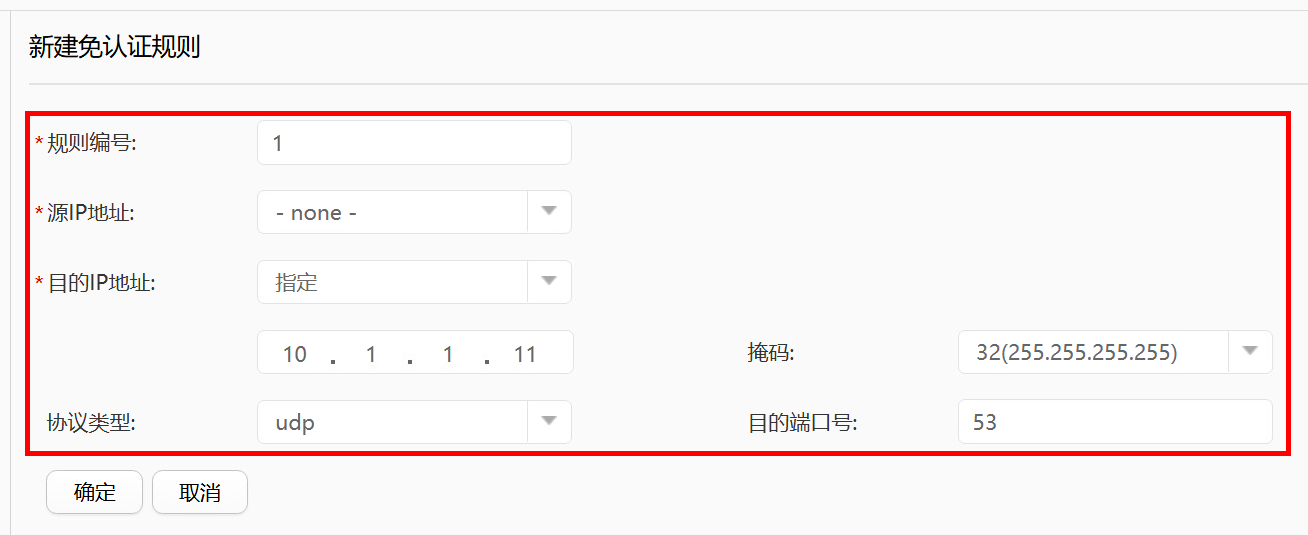 新建免认证规则
*规则编号: 1
*源IP地址: - none -
*目的IP地址: 指定
10 . 1 . 1 . 11 掩码: 32(255.255.255.255)
协议类型: udp 目的端口号: 53
确定 取消